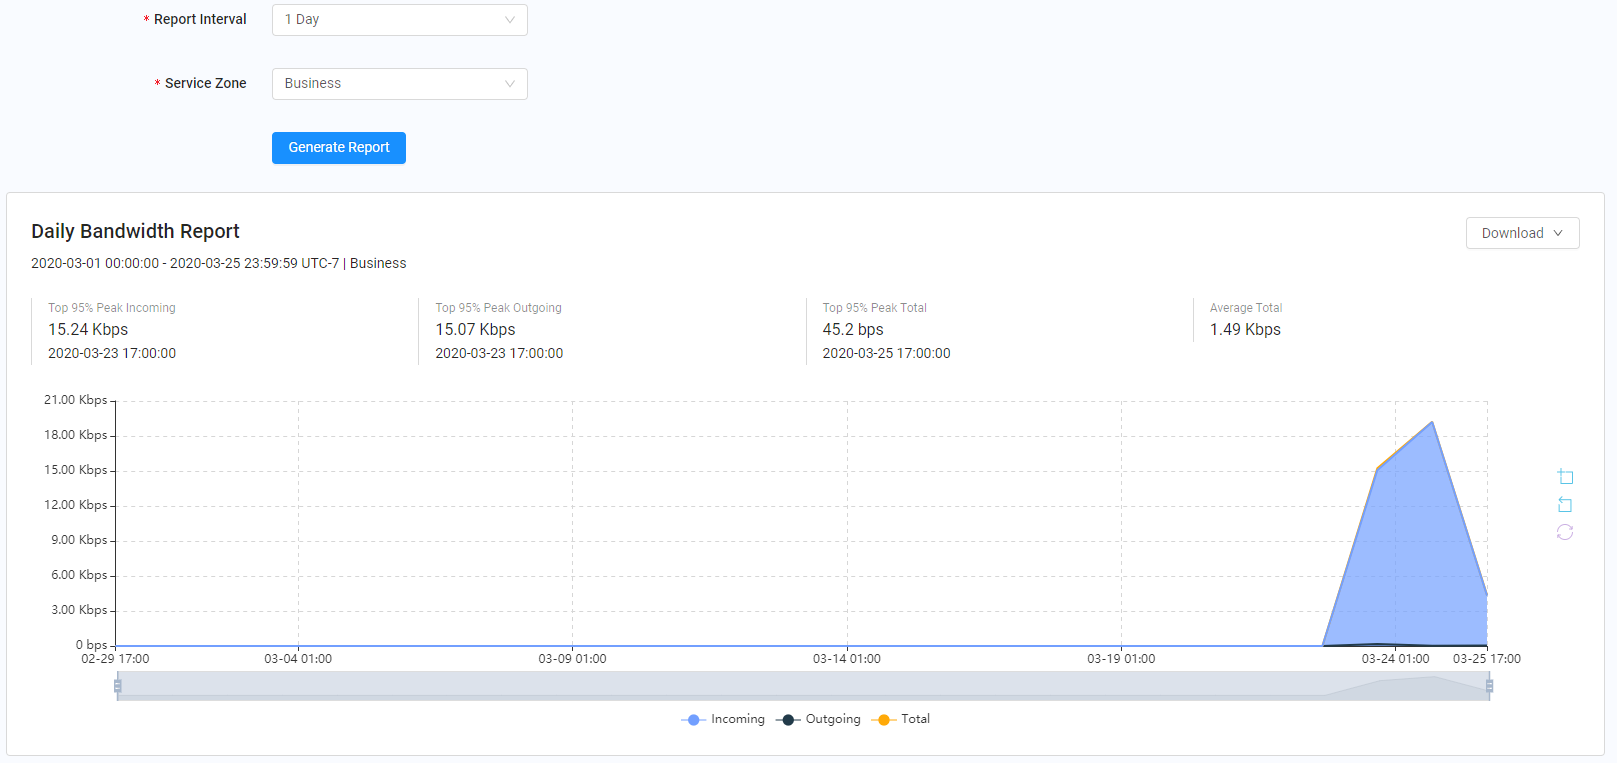 * Report Interval 1 Day
* Service Zone Business
Generate Report
Daily Bandwidth Report
Download
2020-03-01 00:00:00 - 2020-03-25 23:59:59 UTC-7 | Business
Top 95% Peak Incoming
15.24 Kbps
2020-03-23 17:00:00
Top 95% Peak Outgoing
15.07 Kbps
2020-03-23 17:00:00
Top 95% Peak Total
45.2 bps
2020-03-25 17:00:00
Average Total
1.49 Kbps
21.00 Kbps
18.00 Kbps
15.00 Kbps
12.00 Kbps
9.00 Kbps
6.00 Kbps
3.00 Kbps
0 bps
02-29 17:00 03-04 01:00 03-09 01:00 03-14 01:00 03-19 01:00 03-24 01:00 03-25 17:00
Incoming Outgoing Total